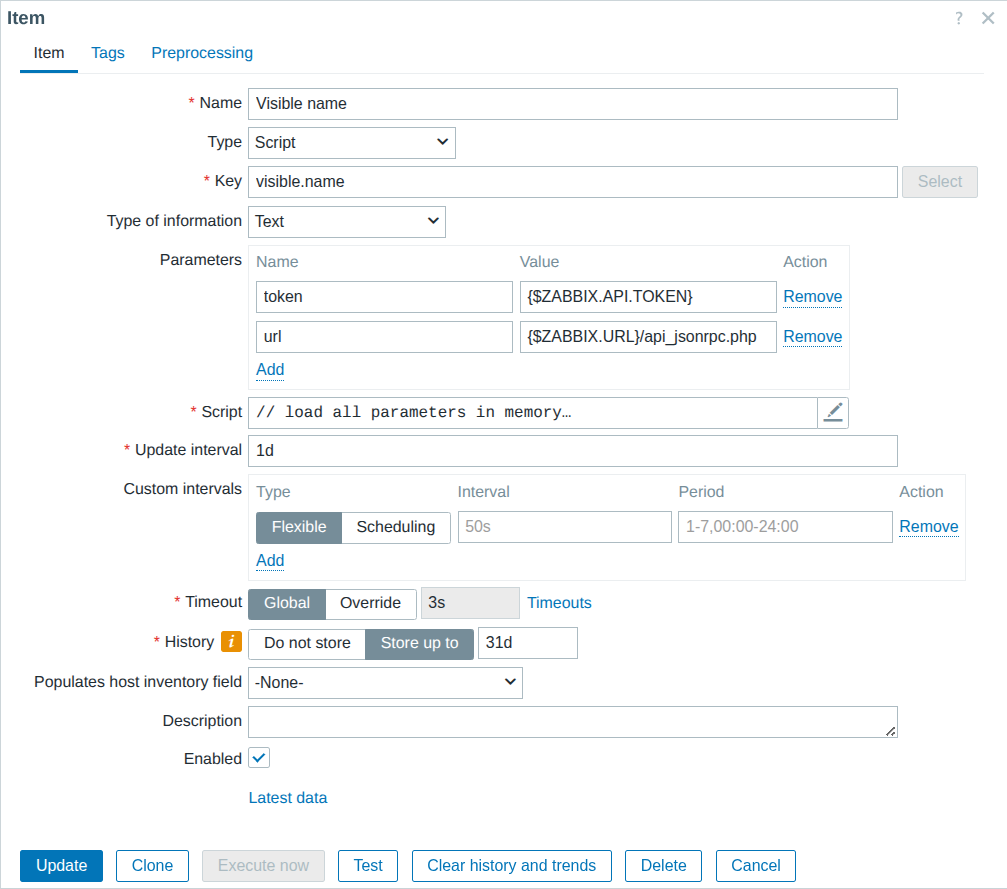 Item ?
Item Tags Preprocessing
* Name Visible name
Type Script
* Key visible.name Select
Type of information Text
Parameters Name Value Action
token {$ZABBIX.API.TOKEN} Remove
url {$ZABBIX.URL}/api_jsonrpc.php Remove
Add
* Script // load all parameters in memory…
* Update interval 1d
Custom intervals Type Interval Period Action
Flexible Scheduling 50s 1-7,00:00-24:00 Remove
Add
* Timeout Global Override 3s Timeouts
* History i Do not store Store up to 31d
Populates host inventory field -None-
Description
Enabled
Latest data
Update Clone Execute now Test Clear history and trends Delete Cancel